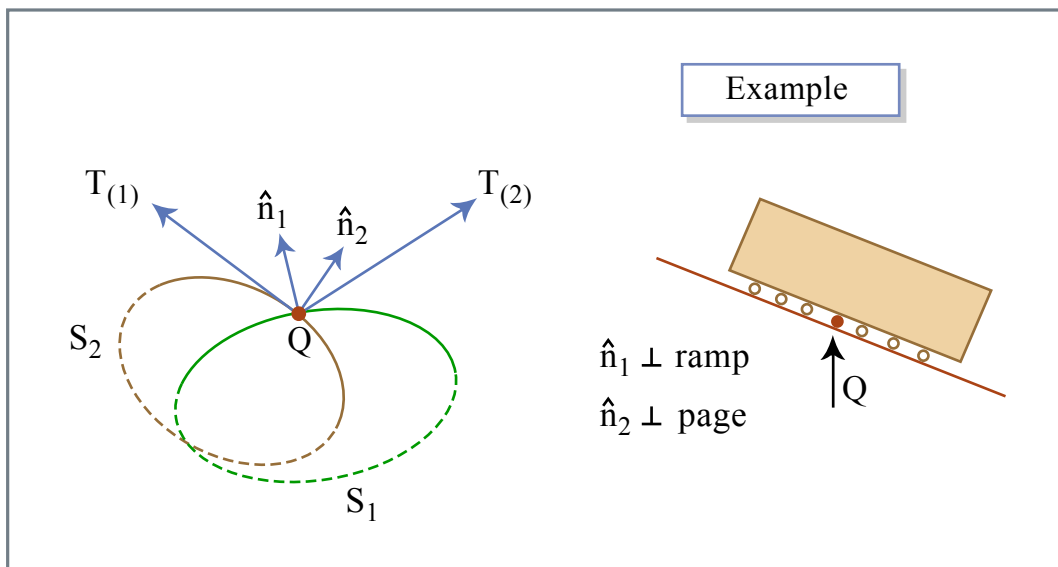 Example
T(1)
n̂1
n̂2
T(2)
S2
Q
S1
n̂1 ⊥ ramp
n̂2 ⊥ page
Q